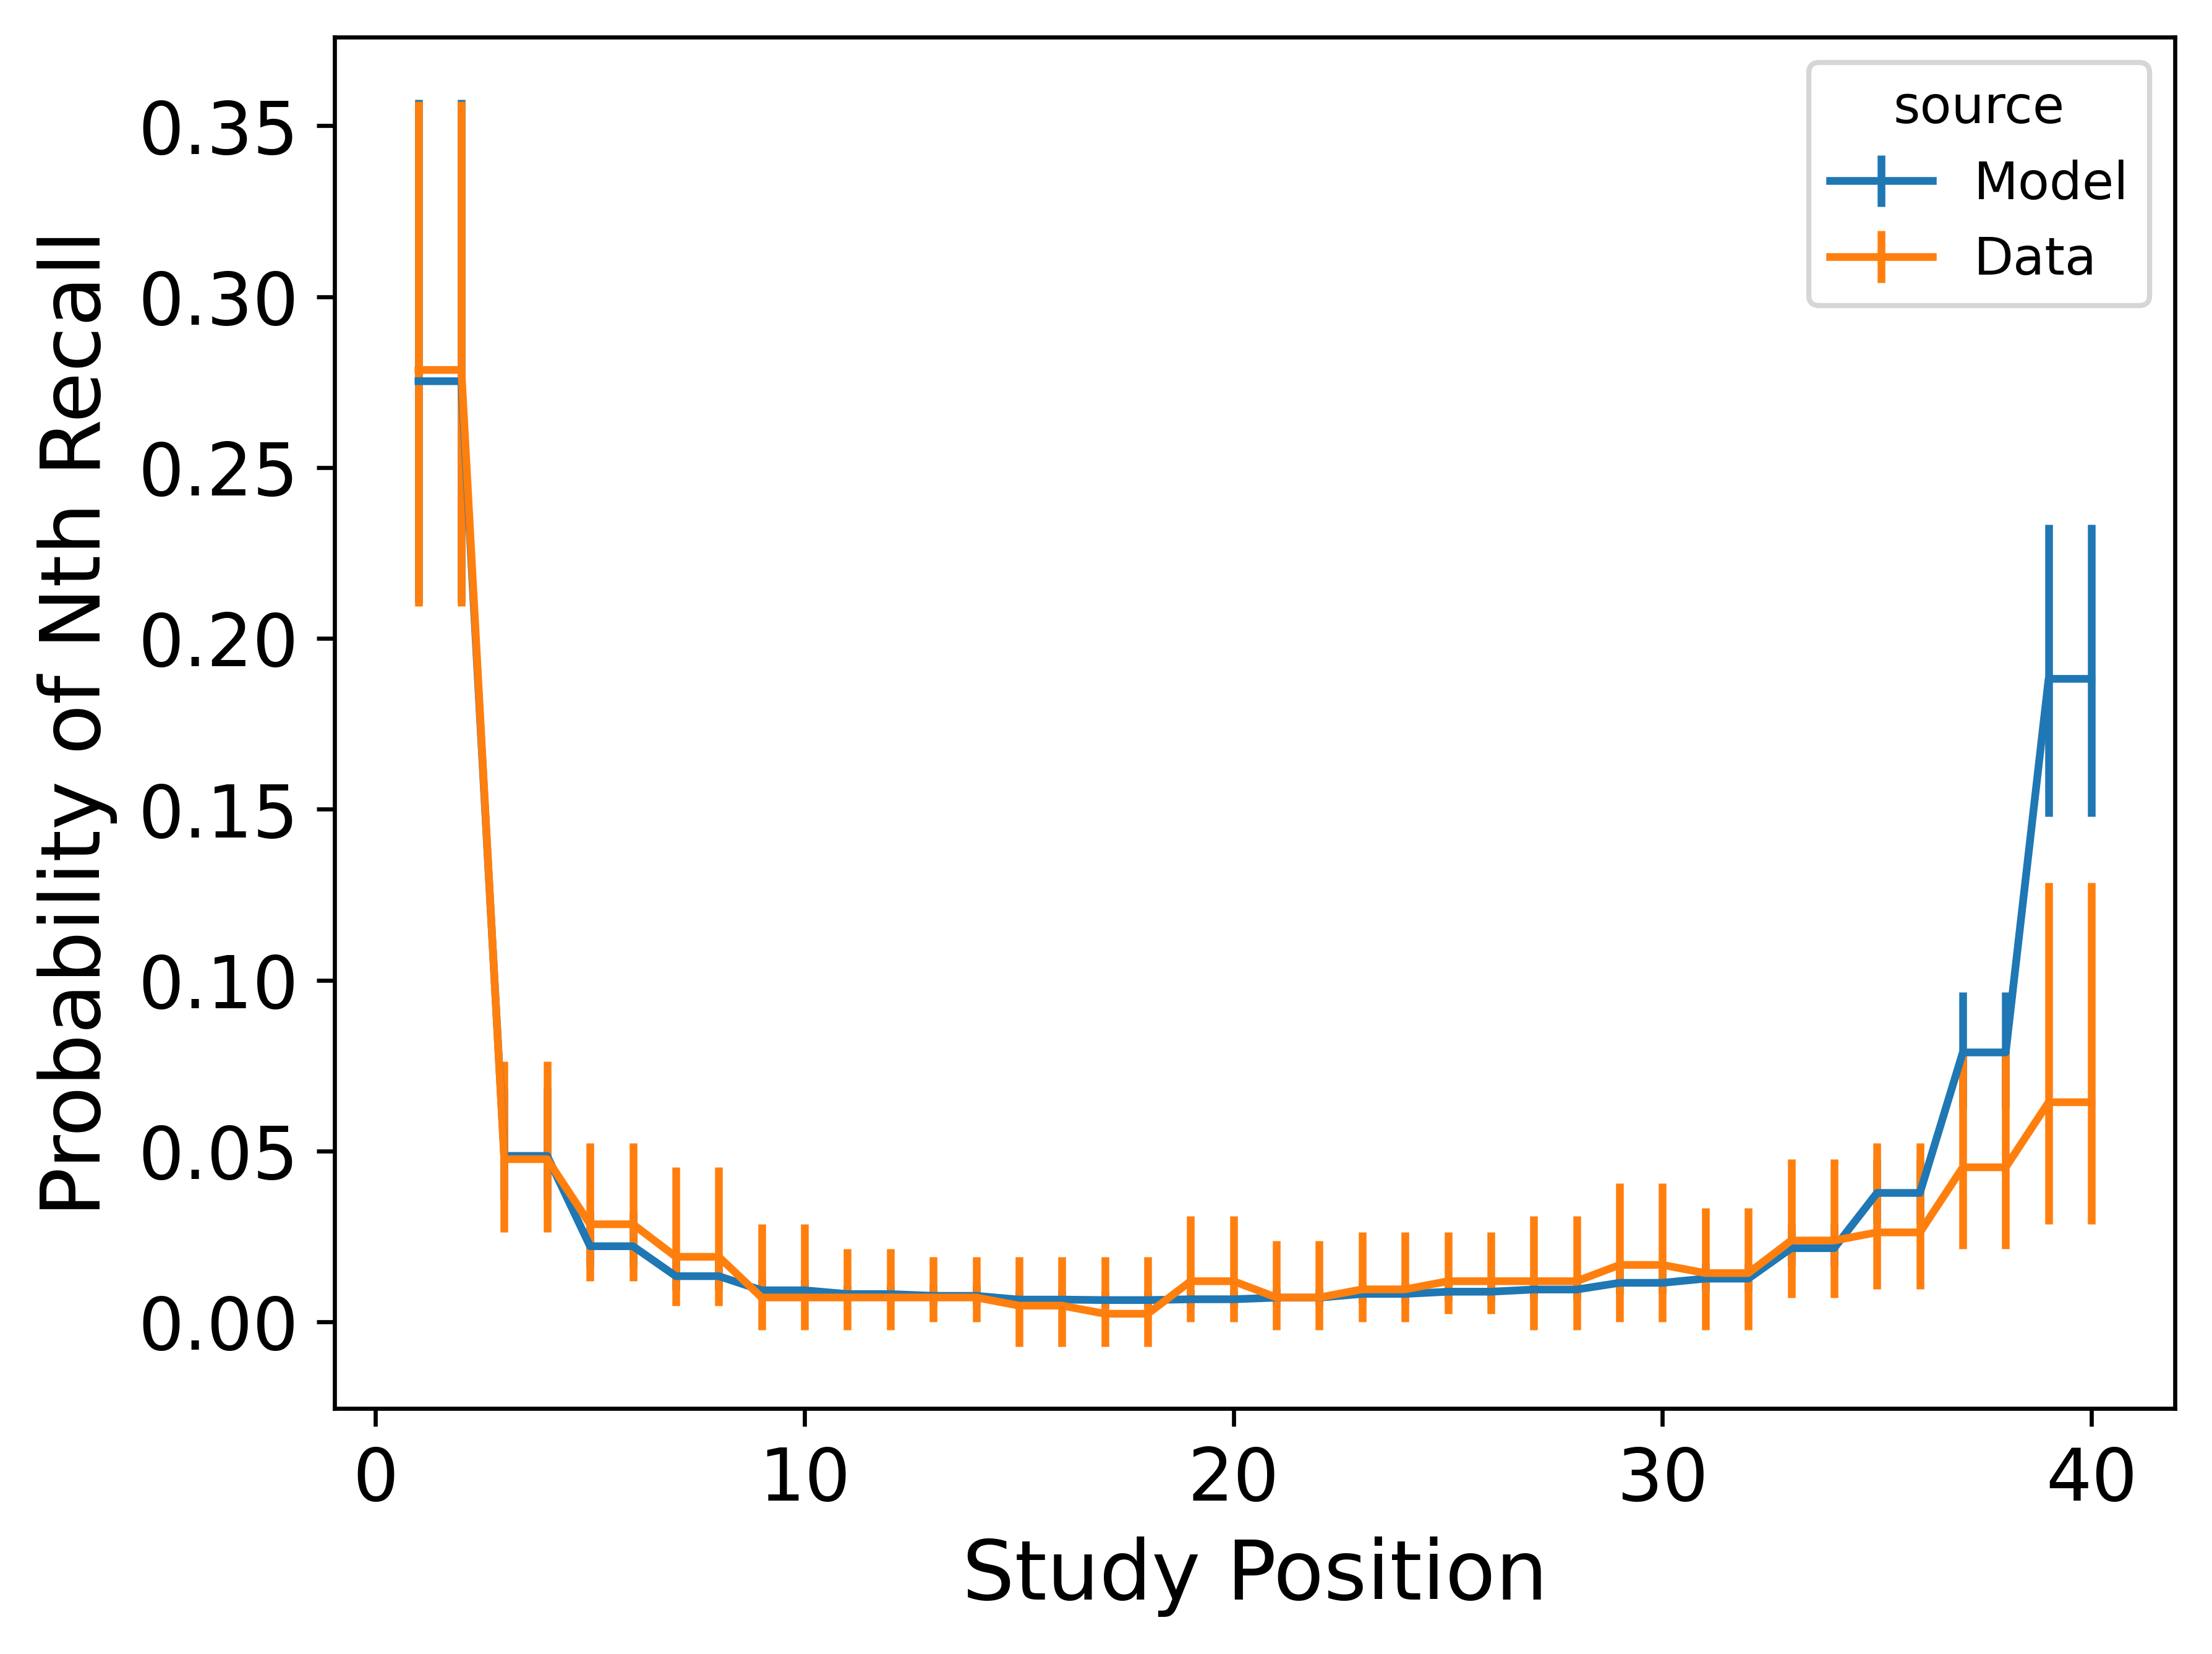 Probability of Nth Recall
0.35
0.30
0.25
0.20
0.15
0.10
0.05
0.00
source
Model
Data
0 10 20 30 40
Study Position